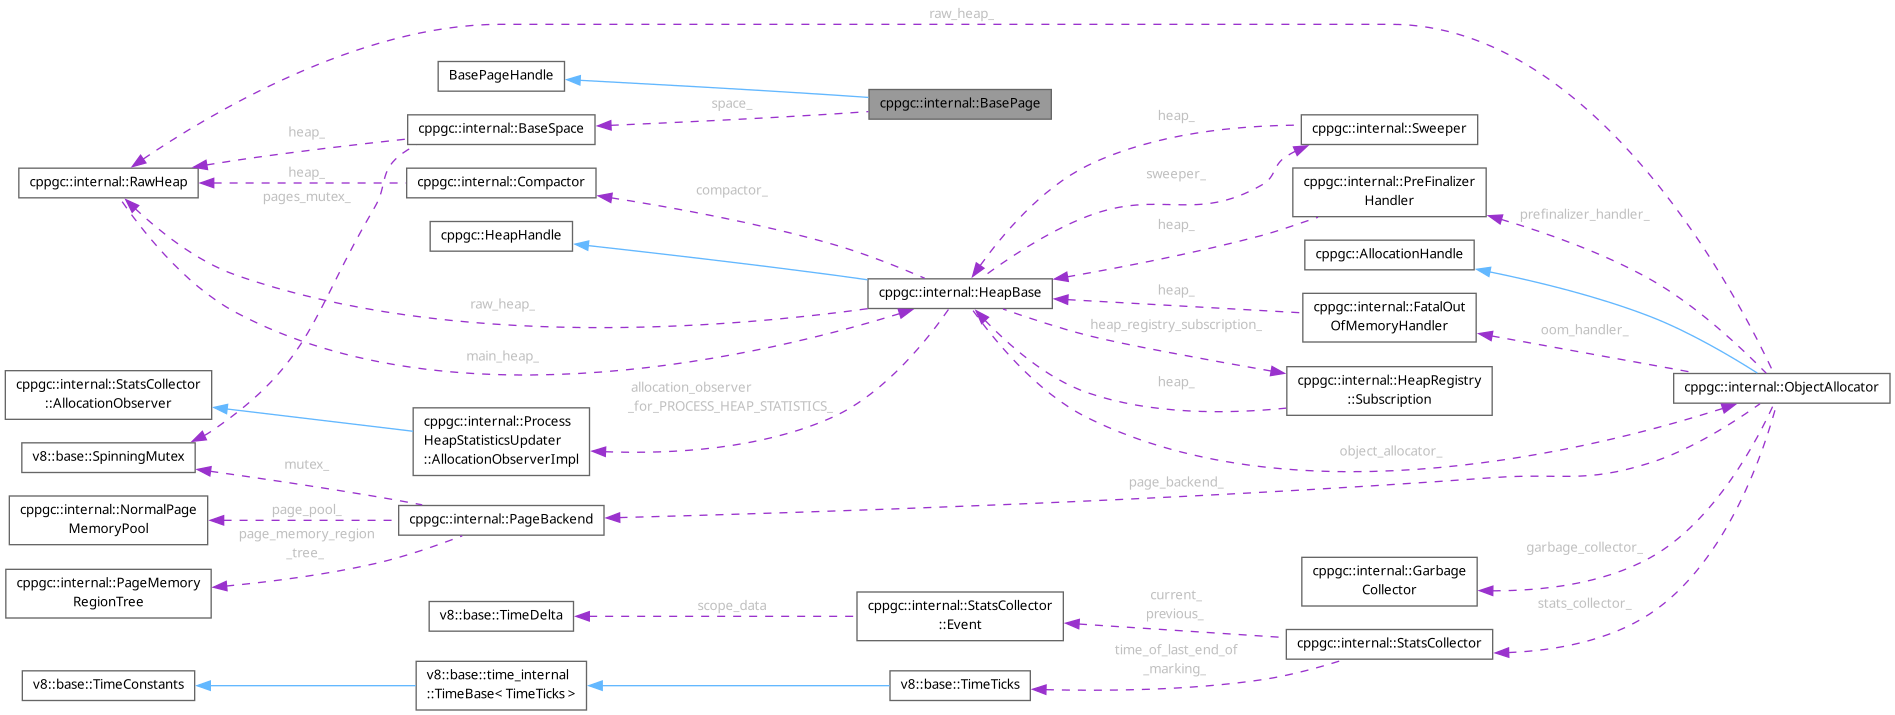 raw_heap_
BasePageHandle
cppgc::internal::BasePage
space_
cppgc::internal::BaseSpace
heap_
cppgc::internal::Sweeper
heap_
cppgc::internal::RawHeap
heap_
pages_mutex_
cppgc::internal::Compactor
compactor_
sweeper_
cppgc::internal::PreFinalizer
Handler
prefinalizer_handler_
heap_
cppgc::HeapHandle
cppgc::AllocationHandle
cppgc::internal::HeapBase
heap_
cppgc::internal::FatalOut
OfMemoryHandler
oom_handler_
raw_heap_
heap_registry_subscription_
main_heap_
cppgc::internal::StatsCollector
::AllocationObserver
allocation_observer
_for_PROCESS_HEAP_STATISTICS_
heap_
cppgc::internal::HeapRegistry
::Subscription
cppgc::internal::ObjectAllocator
cppgc::internal::Process
HeapStatisticsUpdater
::AllocationObserverImpl
v8::base::SpinningMutex
mutex_
object_allocator_
page_backend_
cppgc::internal::NormalPage
MemoryPool
page_pool_
page_memory_region
_tree_
cppgc::internal::PageBackend
cppgc::internal::PageMemory
RegionTree
garbage_collector_
cppgc::internal::Garbage
Collector
v8::base::TimeDelta
scope_data
cppgc::internal::StatsCollector
::Event
current_
previous_
stats_collector_
cppgc::internal::StatsCollector
time_of_last_end_of
_marking_
v8::base::TimeConstants
v8::base::time_internal
::TimeBase< TimeTicks >
v8::base::TimeTicks